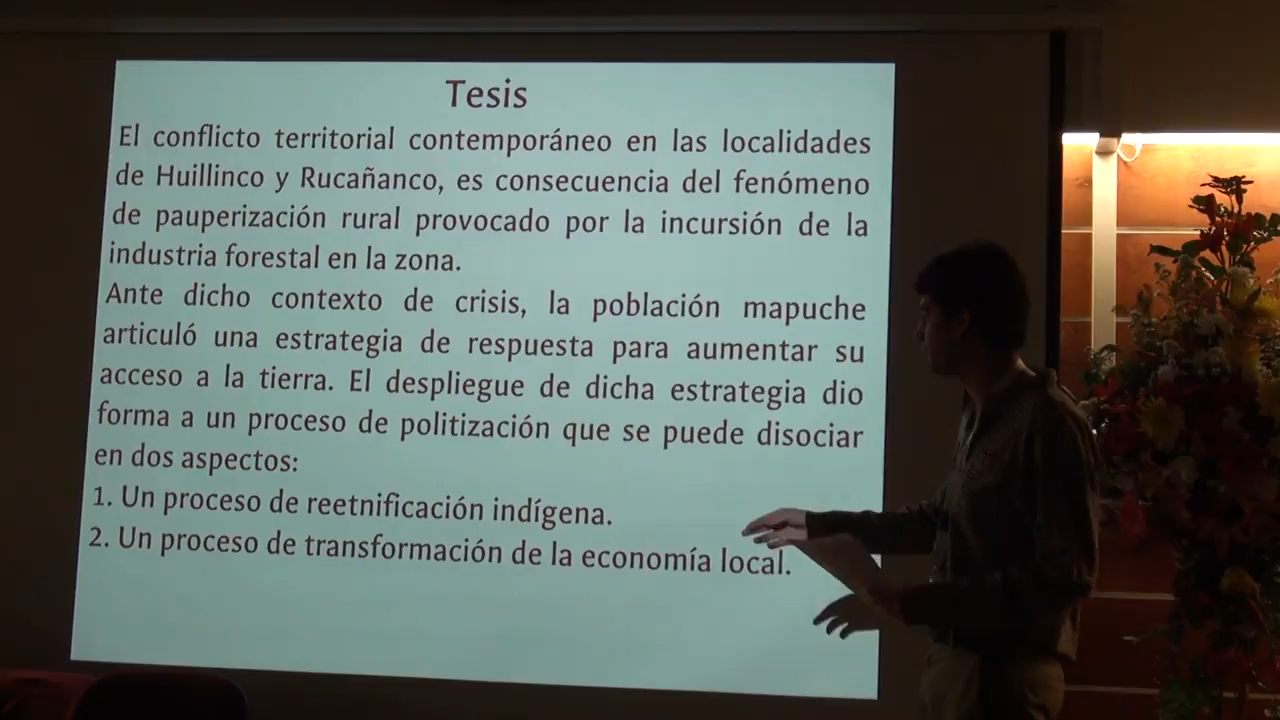 Tesis
El conflicto territorial contemporáneo en las localidades
de Huillinco y Rucañanco, es consecuencia del fenómeno
de pauperización rural provocado por la incursión de la
industria forestal en la zona.
Ante dicho contexto de crisis, la población mapuche
articuló una estrategia de respuesta para aumentar su
acceso a la tierra. El despliegue de dicha estrategia dio
forma a un proceso de politización que se puede disociar
en dos aspectos:
1. Un proceso de reetnificación indígena.
2. Un proceso de transformación de la economía local.